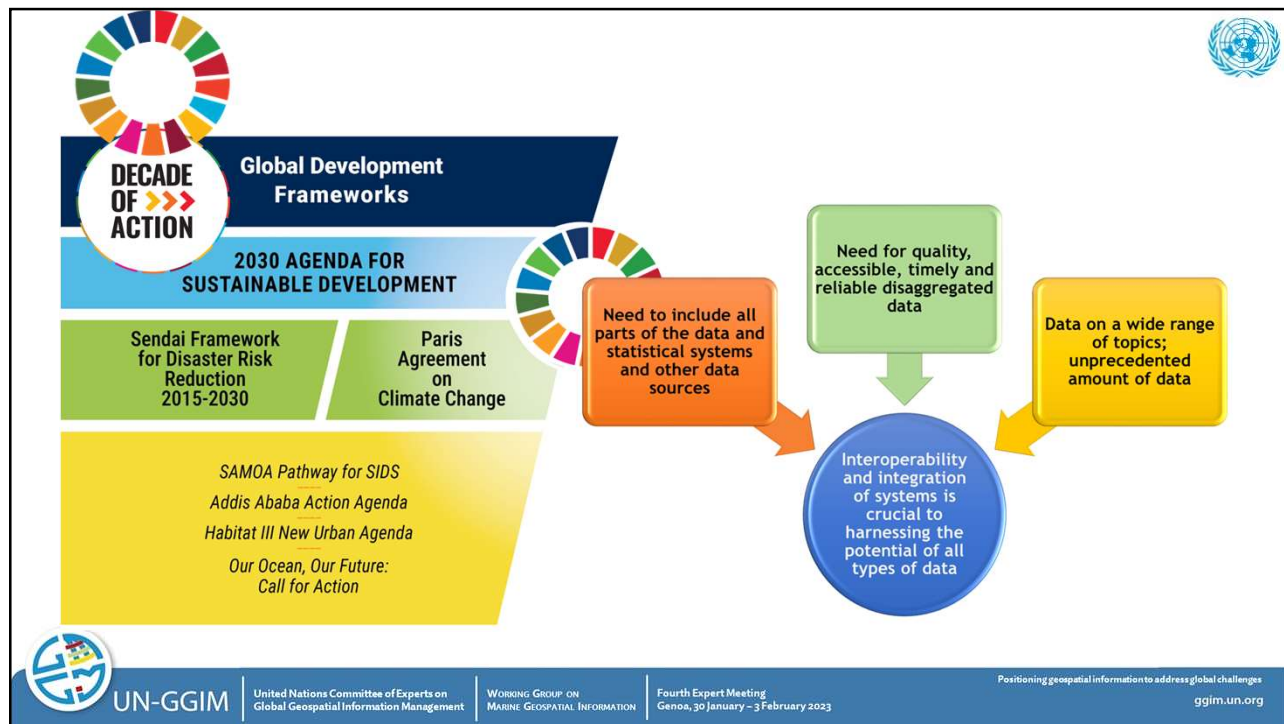 DECADE
OF >>>
ACTION
Global Development
Frameworks
2030 AGENDA FOR
SUSTAINABLE DEVELOPMENT
Sendai Framework
for Disaster Risk
Reduction
2015-2030
Paris
Agreement
on
Climate Change
SAMOA Pathway for SIDS
Addis Ababa Action Agenda
Habitat III New Urban Agenda
Our Ocean, Our Future:
Call for Action
Need to include all
parts of the data and
statistical systems
and other data
sources
Need for quality,
accessible, timely and
reliable disaggregated
data
Data on a wide range
of topics;
unprecedented
amount of data
Interoperability
and integration
of systems is
crucial to
harnessing the
potential of all
types of data
UN-GGIM
United Nations Committee of Experts on
Global Geospatial Information Management
WORKING GROUP ON
MARINE GEOSPATIAL INFORMATION
Fourth Expert Meeting
Genoa, 30 January – 3 February 2023
Positioning geospatial information to address global challenges
ggim.un.org